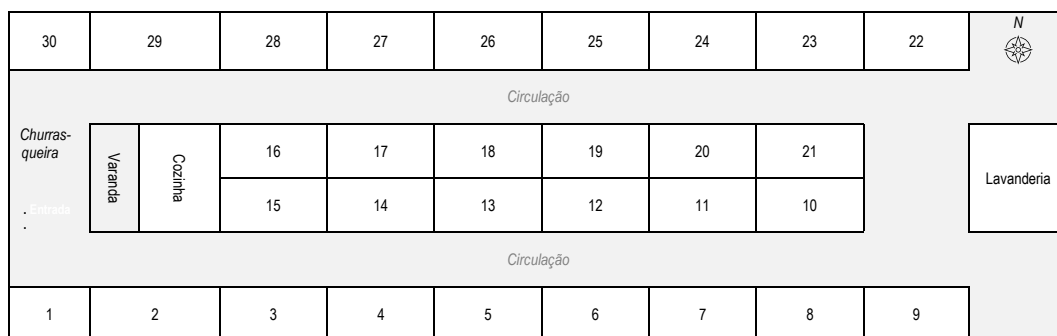 N
30 29 28 27 26 25 24 23 22
Circulação
Churras-
queira
Varanda
Cozinha
16 17 18 19 20 21
Lavanderia
. Entrada
.
15 14 13 12 11 10
Circulação
1 2 3 4 5 6 7 8 9